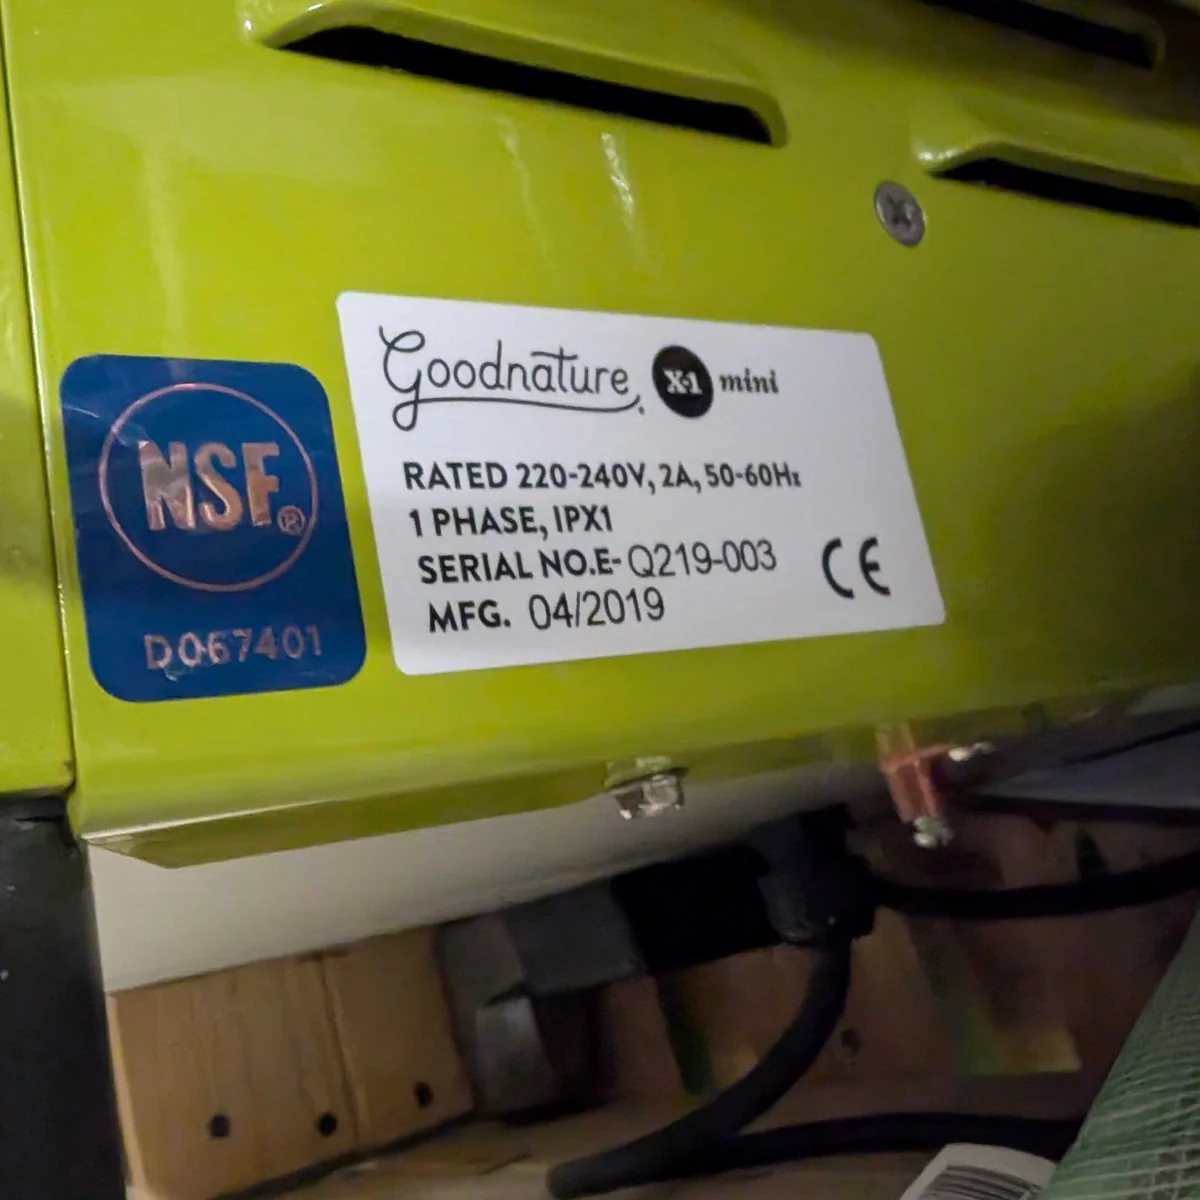 NSF®
D067401
Goodnature. X-1 mini
RATED 220-240V, 2A, 50-60Hz
1 PHASE, IPX1
SERIAL NO.E- Q219-003
MFG. 04/2019
CE